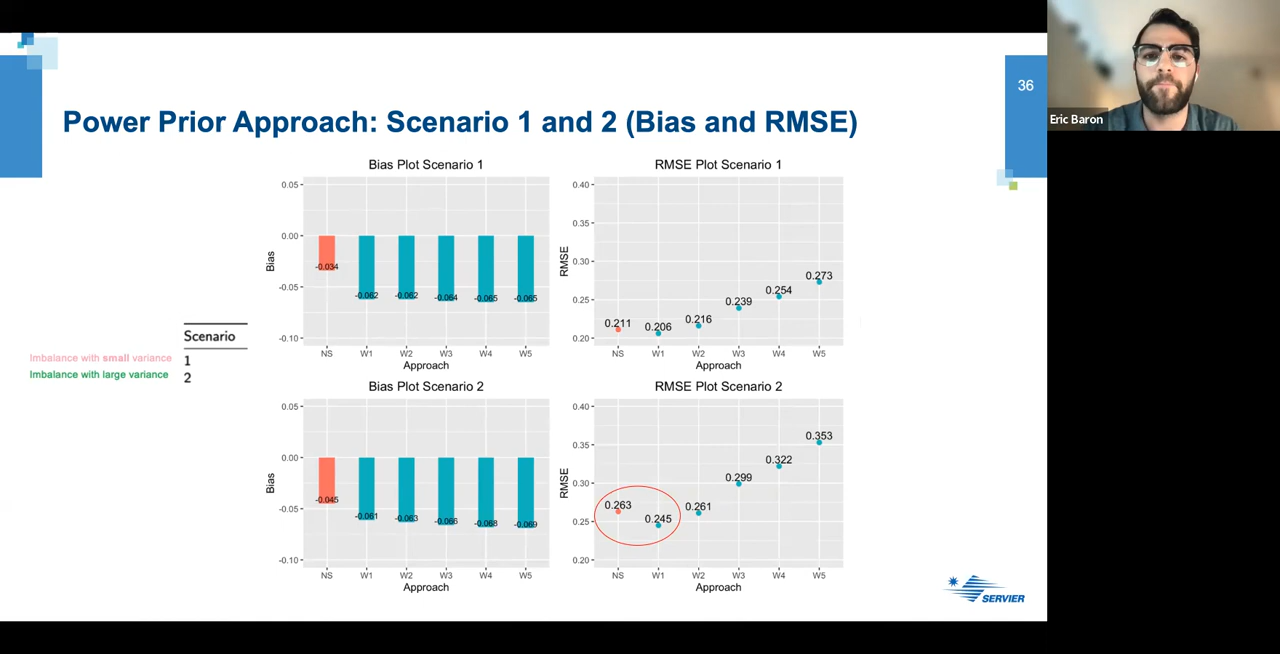 36
Eric Baron
Power Prior Approach: Scenario 1 and 2 (Bias and RMSE)
Scenario
Imbalance with small variance 1
Imbalance with large variance 2
Bias Plot Scenario 1
0.05
0.00
-0.05
-0.10
Bias
-0.034 -0.062 -0.062 -0.064 -0.065 -0.065
NS W1 W2 W3 W4 W5
Approach
RMSE Plot Scenario 1
0.40
0.35
0.30
0.25
0.20
RMSE
0.211 0.206 0.216 0.239 0.254 0.273
NS W1 W2 W3 W4 W5
Approach
Bias Plot Scenario 2
0.05
0.00
-0.05
-0.10
Bias
-0.045 -0.061 -0.063 -0.066 -0.068 -0.069
NS W1 W2 W3 W4 W5
Approach
RMSE Plot Scenario 2
0.40
0.35
0.30
0.25
0.20
RMSE
0.263 0.245 0.261 0.299 0.322 0.353
NS W1 W2 W3 W4 W5
Approach
SERVIER